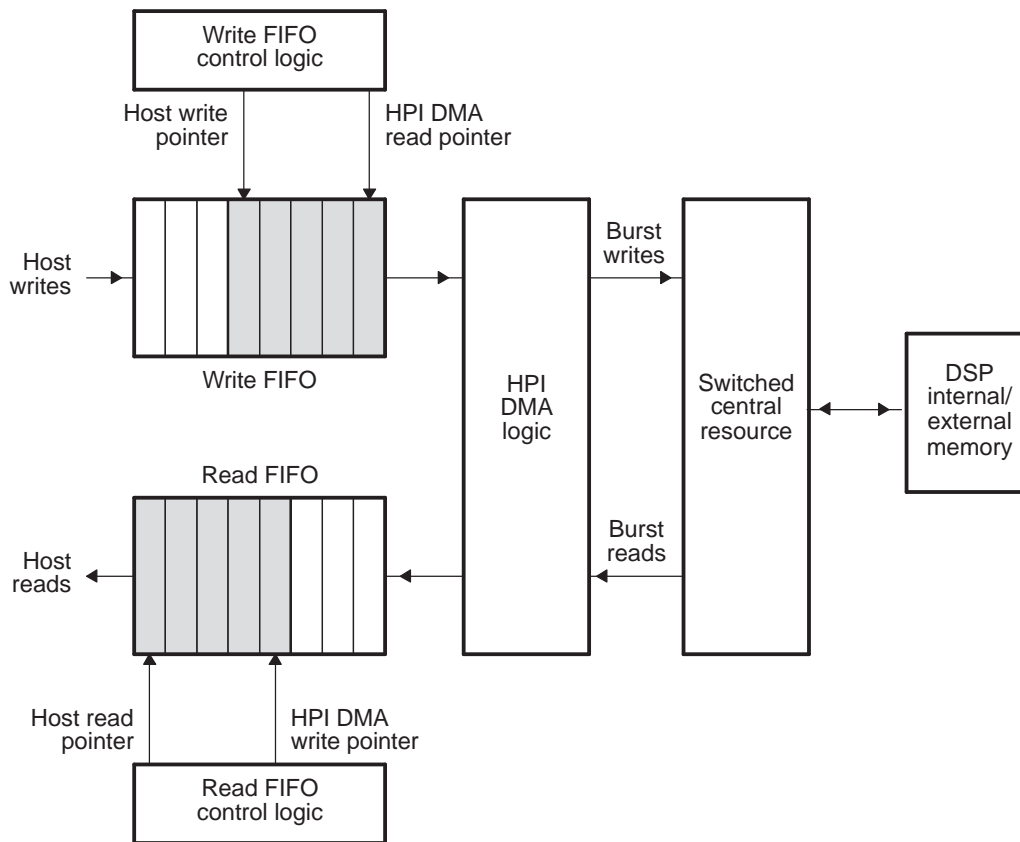 Write FIFO
control logic
Host write
pointer
HPI DMA
read pointer
Host
writes
Burst
writes
Write FIFO
HPI
DMA
logic
Switched
central
resource
DSP
internal/
external
memory
Read FIFO
Host
reads
Burst
reads
Host read
pointer
HPI DMA
write pointer
Read FIFO
control logic